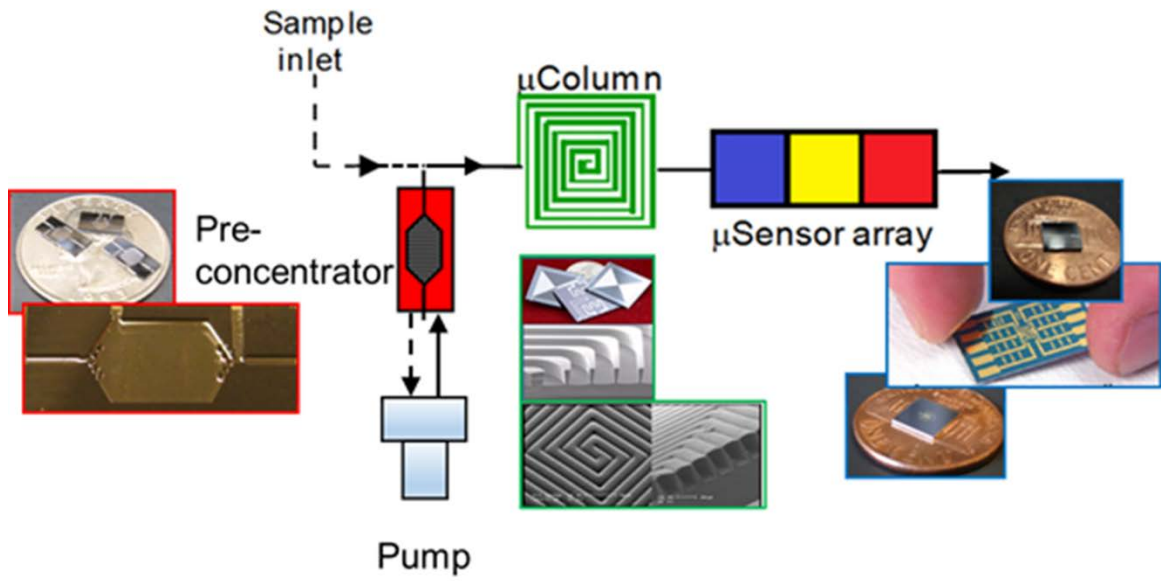 Sample
inlet
μColumn
Pre-
concentrator
μSensor array
ONE CENT
Pump